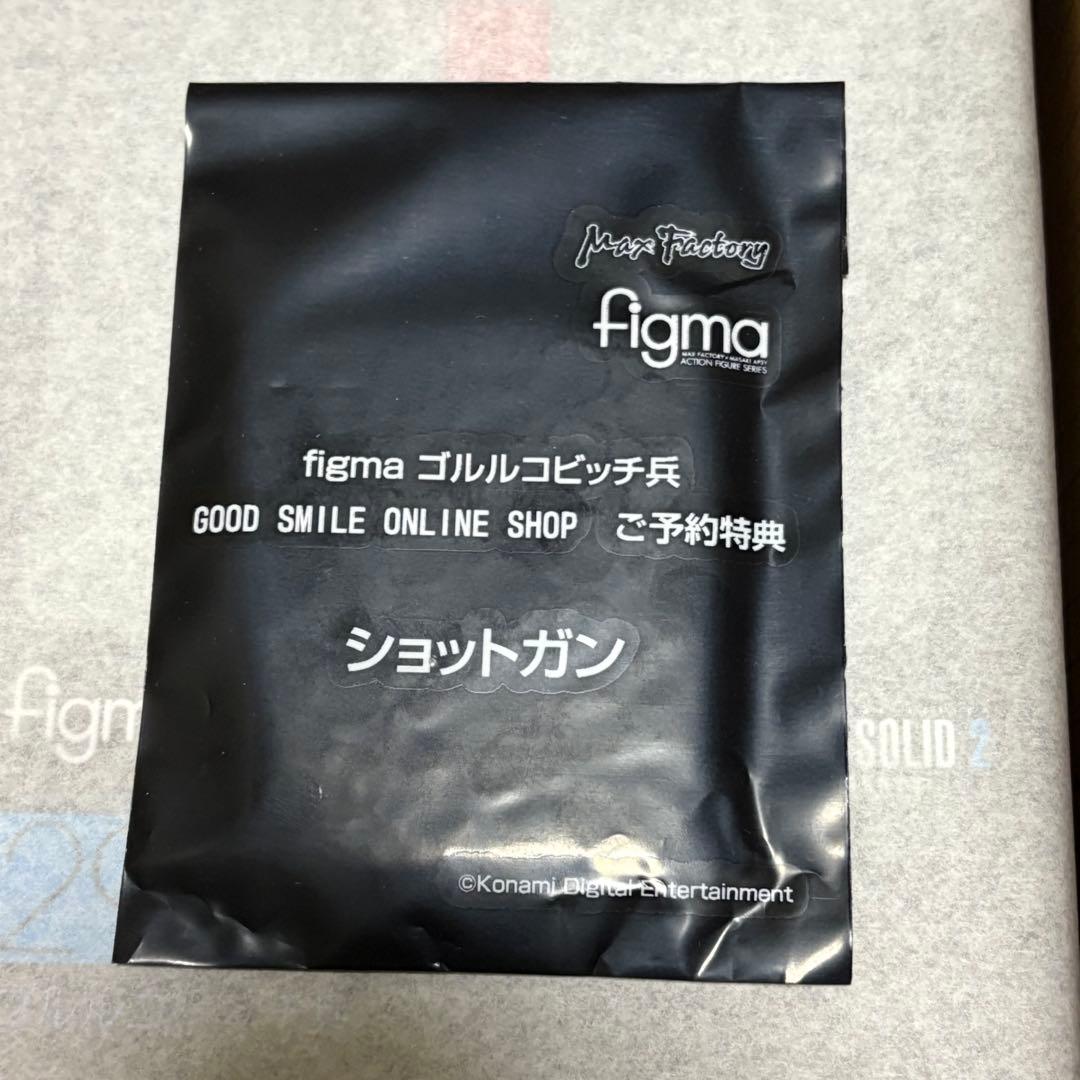 Max Factory
figma
MAX FACTORY × MASAKI APSY
ACTION FIGURE SERIES
figma ゴルルコビッチ兵
GOOD SMILE ONLINE SHOP ご予約特典
ショットガン
figm
SOLID 2
29
©Konami Digital Entertainment